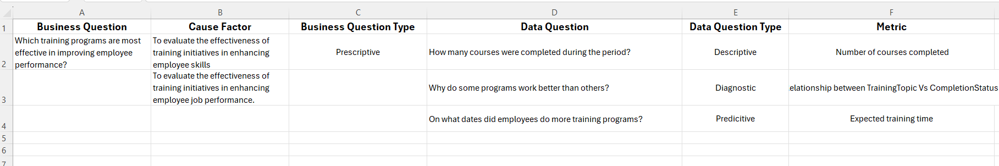 A B C D E F
1 Business Question Cause Factor Business Question Type Data Question Data Question Type Metric
Which training programs are most
effective in improving employee
performance?
To evaluate the effectiveness of
training initiatives in enhancing
employee skills
Prescriptive
How many courses were completed during the period?
Descriptive
Number of courses completed
2
To evaluate the effectiveness of
training initiatives in enhancing
employee job performance.
Why do some programs work better than others?
Diagnostic
elationship between TrainingTopic Vs CompletionStatus
3
On what dates did employees do more training programs?
Predicitive
Expected training time
4
5
6
7